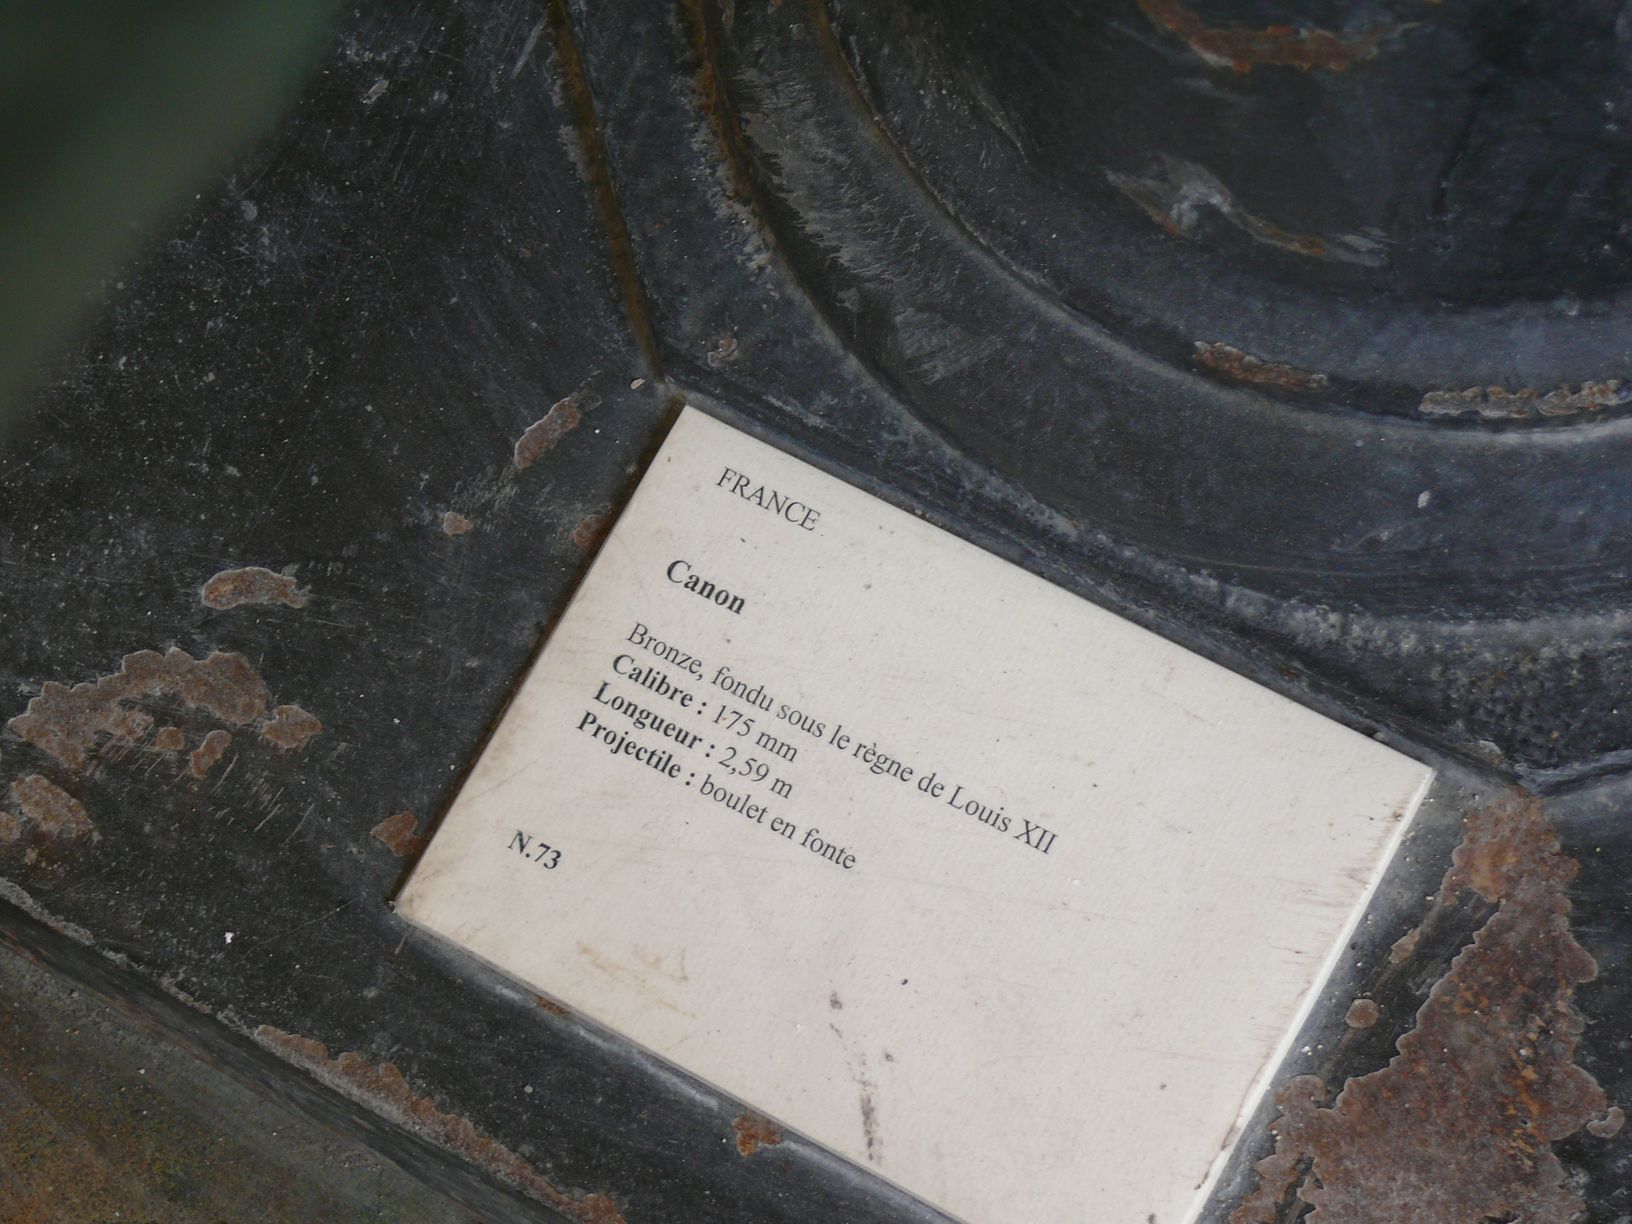 FRANCE
Canon
Bronze, fondu sous le règne de Louis XII
Calibre : 175 mm
Longueur : 2,59 m
Projectile : boulet en fonte
N.73